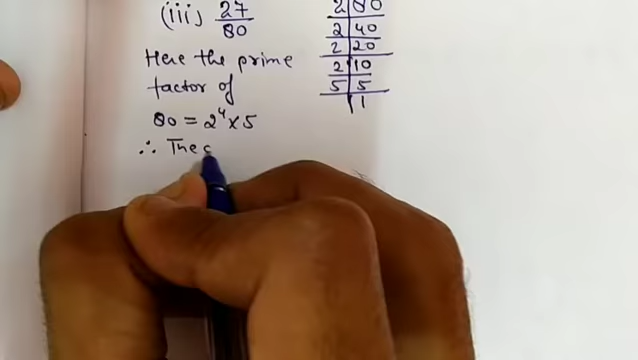 (iii) 27/80
Here the prime
factor of
80 = 2⁴ × 5
∴ The
2 | 80
2 | 40
2 | 20
2 | 10
5 | 5
| 1